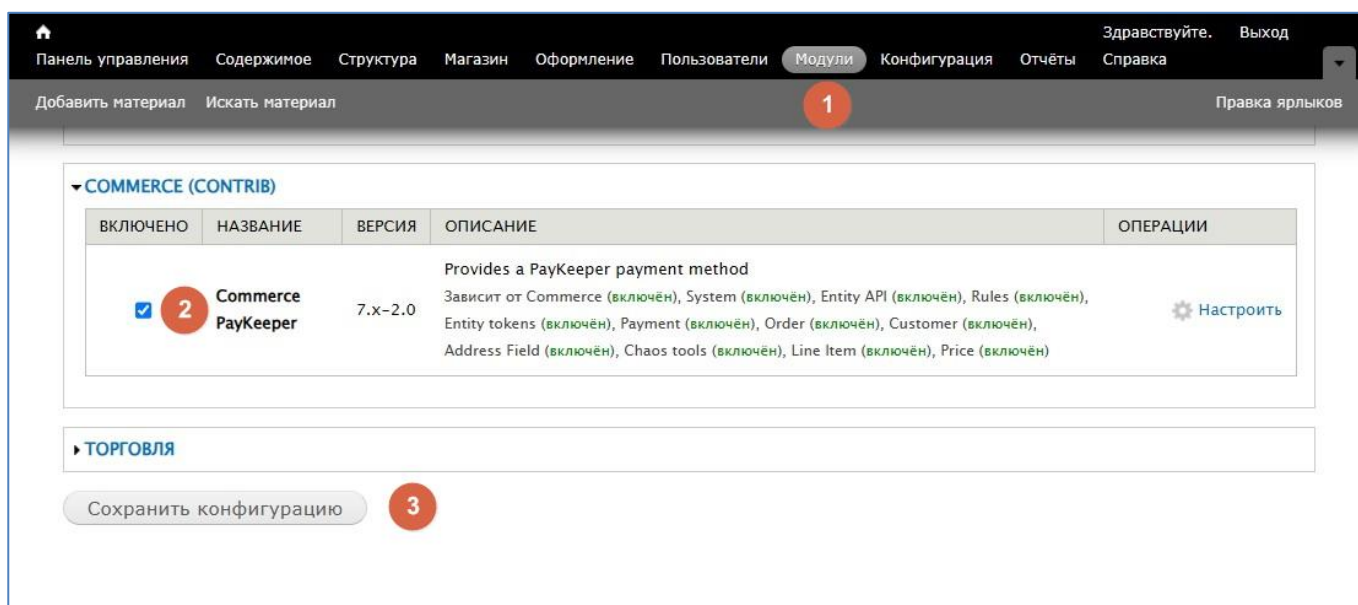 Здравствуйте. Выход
Панель управления Содержимое Структура Магазин Оформление Пользователи Модули Конфигурация Отчёты Справка
Добавить материал Искать материал 1 Правка ярлыков
COMMERCE (CONTRIB)
ВКЛЮЧЕНО НАЗВАНИЕ ВЕРСИЯ ОПИСАНИЕ ОПЕРАЦИИ
2 Commerce PayKeeper
7.x-2.0
Provides a PayKeeper payment method
Зависит от Commerce (включён), System (включён), Entity API (включён), Rules (включён),
Entity tokens (включён), Payment (включён), Order (включён), Customer (включён),
Address Field (включён), Chaos tools (включён), Line Item (включён), Price (включён)
Настроить
ТОРГОВЛЯ
Сохранить конфигурацию 3